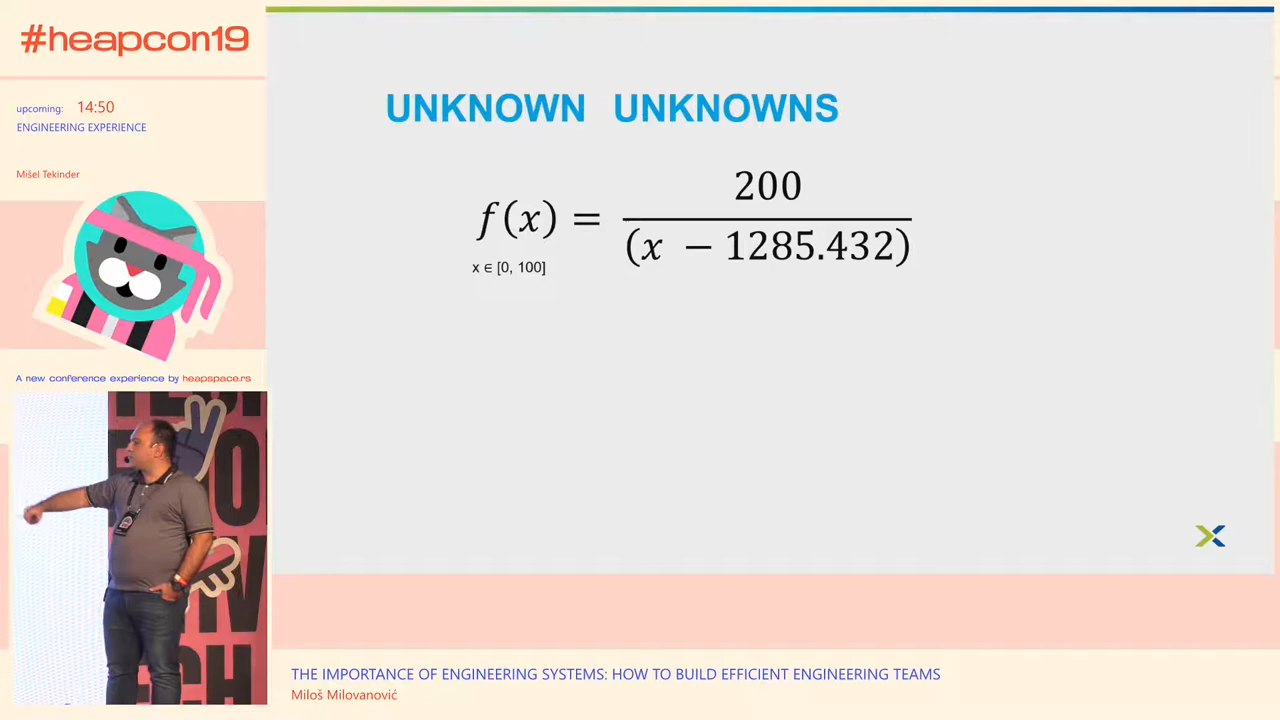 #heapcon19
upcoming: 14:50
ENGINEERING EXPERIENCE
Mišel Tekinder
A new conference experience by heapspace.rs
UNKNOWN UNKNOWNS
f(x) = 200 / (x − 1285.432)
x ∈ [0, 100]
THE IMPORTANCE OF ENGINEERING SYSTEMS: HOW TO BUILD EFFICIENT ENGINEERING TEAMS
Miloš Milovanović